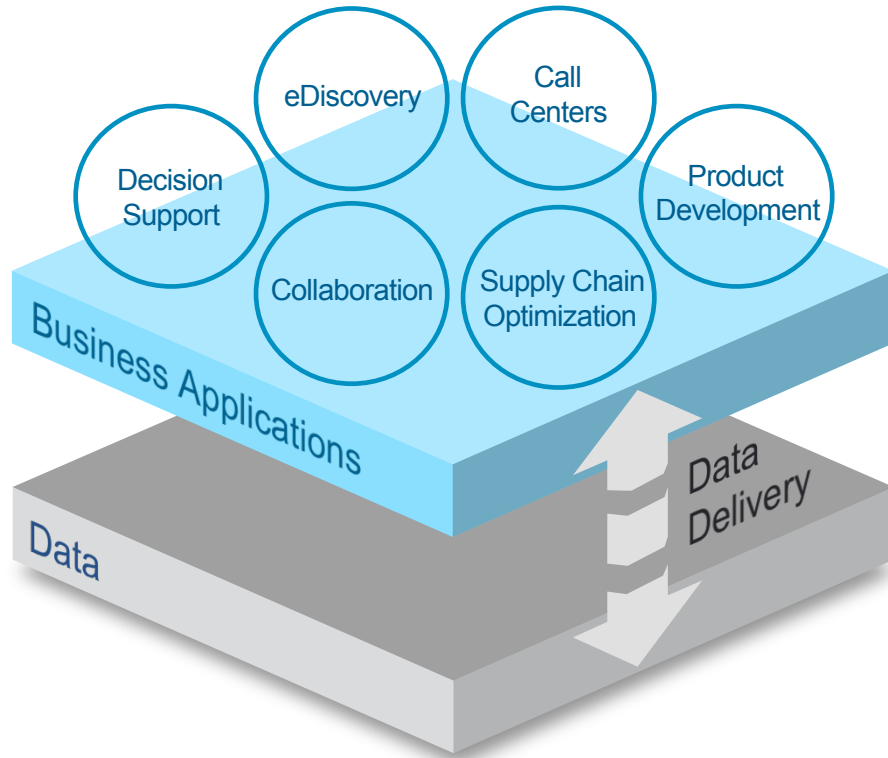 eDiscovery
Call
Centers
Decision
Support
Product
Development
Collaboration
Supply Chain
Optimization
Business Applications
Data
Delivery
Data